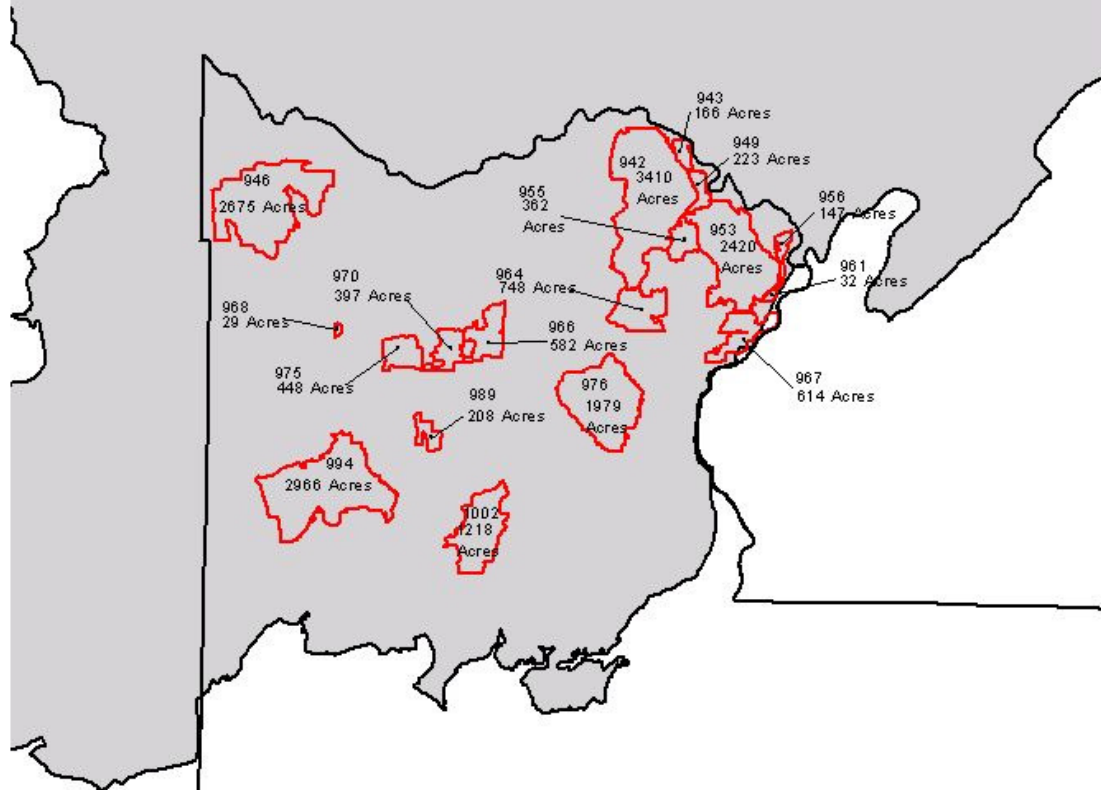 943
166 Acres
949
223 Acres
942
3410
Acres
946
2675 Acres
955
362
Acres
956
147 Acres
953
2420
Acres
961
32 Acres
970
397 Acres
964
748 Acres
968
29 Acres
966
582 Acres
975
448 Acres
967
614 Acres
976
1979
Acres
989
208 Acres
994
2966 Acres
1002
1218
Acres